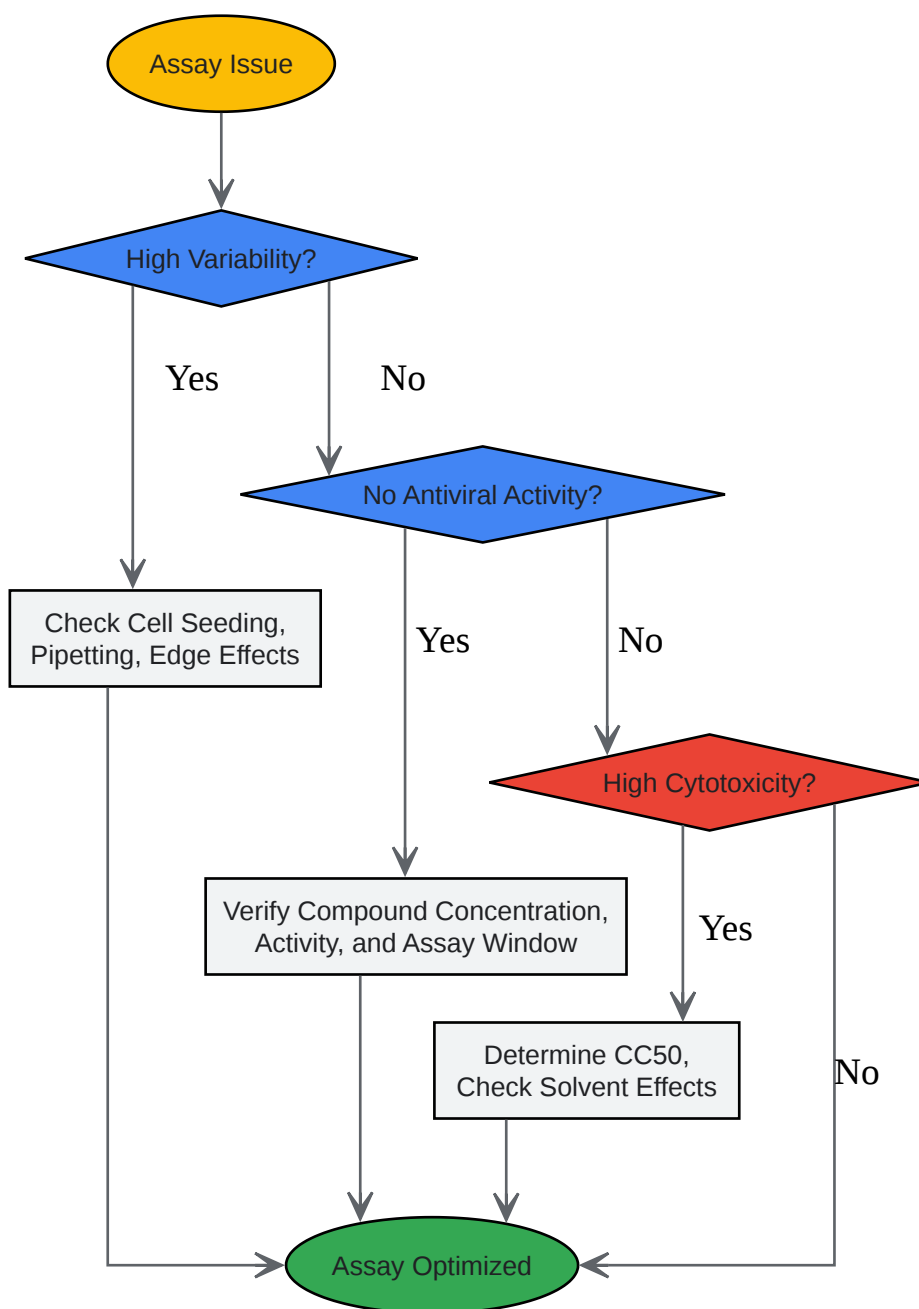 Assay Issue
High Variability?
Yes
No
No Antiviral Activity?
Check Cell Seeding,
Pipetting, Edge Effects
Yes
No
High Cytotoxicity?
Verify Compound Concentration,
Activity, and Assay Window
Yes
Determine CC50,
Check Solvent Effects
No
Assay Optimized